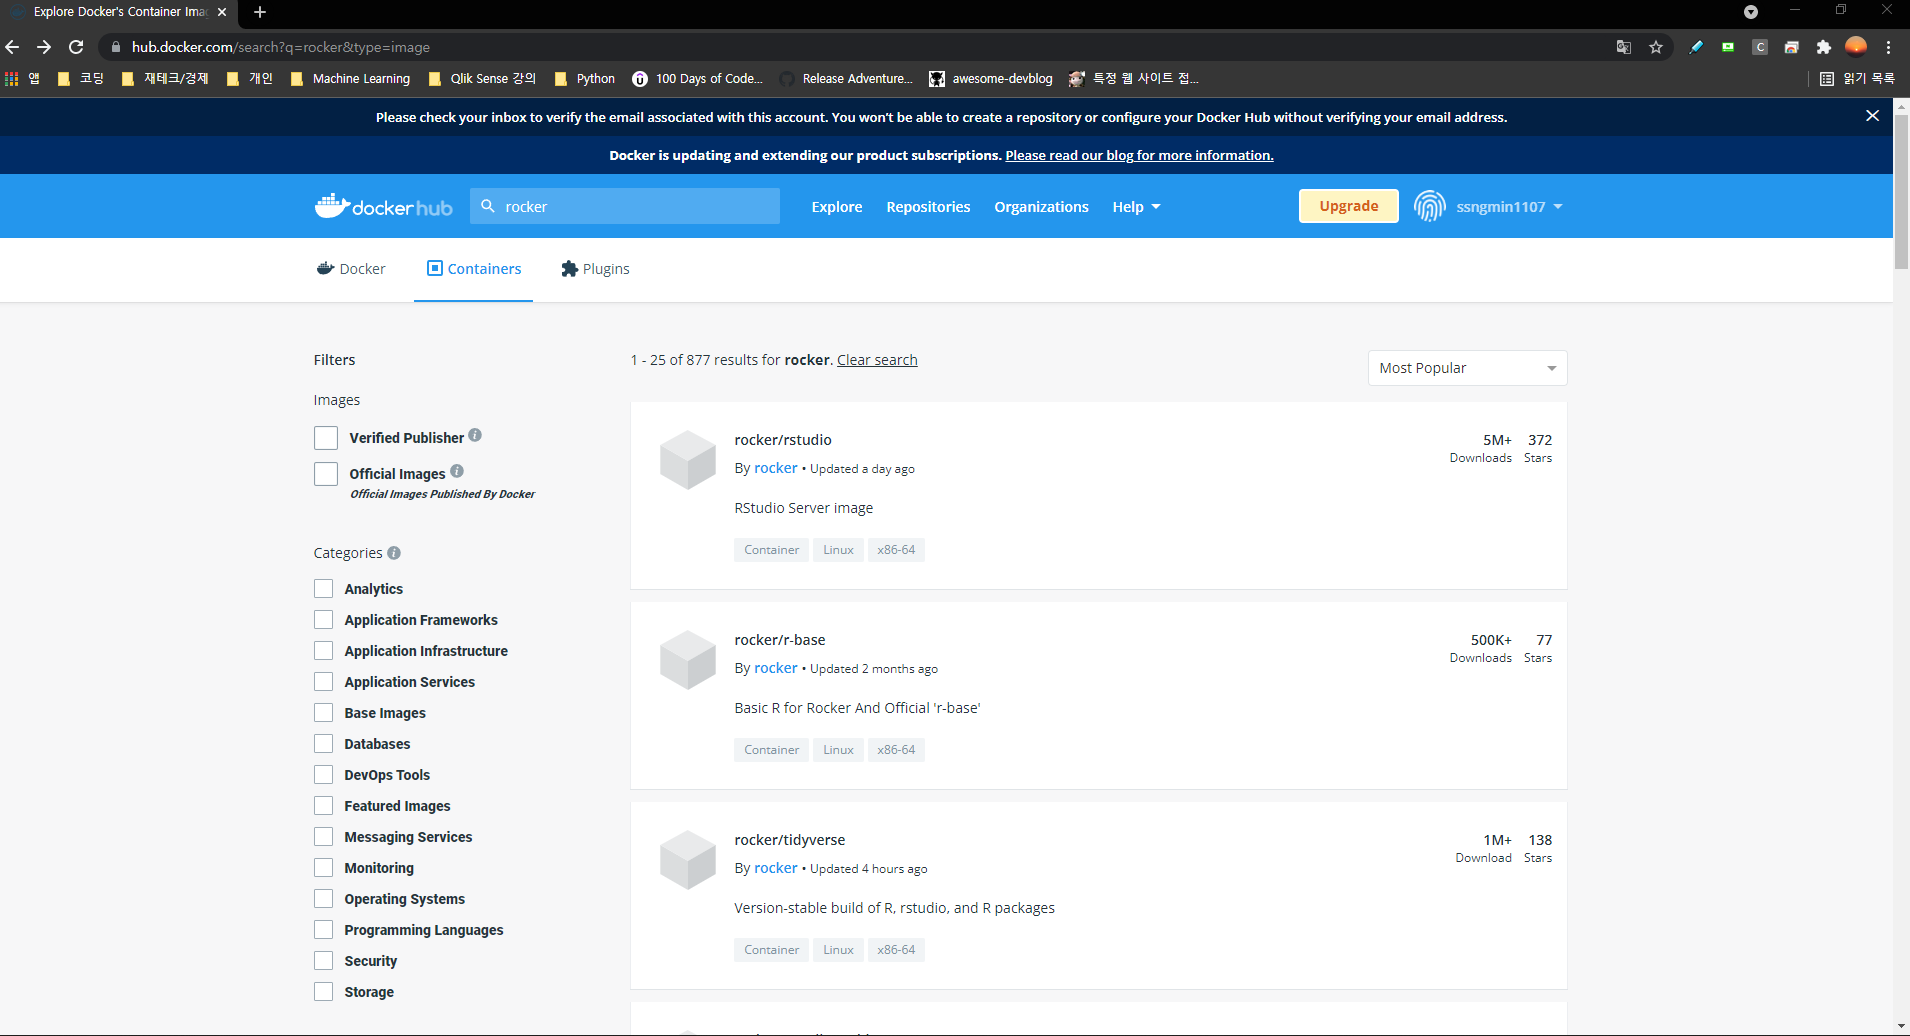 Explore Docker's Container Ima
hub.docker.com/search?q=rocker&type=image
앱 코딩 재테크/경제 개인 Machine Learning Qlik Sense 강의 Python 100 Days of Code... Release Adventure... awesome-devblog 특정 웹 사이트 접... 읽기 목록
Please check your inbox to verify the email associated with this account. You won't be able to create a repository or configure your Docker Hub without verifying your email address.
Docker is updating and extending our product subscriptions. Please read our blog for more information.
docker hub rocker Explore Repositories Organizations Help Upgrade ssngmin1107
Docker Containers Plugins
Filters
Images
Verified Publisher
Official Images
Official Images Published By Docker
Categories
Analytics
Application Frameworks
Application Infrastructure
Application Services
Base Images
Databases
DevOps Tools
Featured Images
Messaging Services
Monitoring
Operating Systems
Programming Languages
Security
Storage
1 - 25 of 877 results for rocker. Clear search
Most Popular
rocker/rstudio
By rocker • Updated a day ago
RStudio Server image
Container Linux x86-64
5M+ 372
Downloads Stars
rocker/r-base
By rocker • Updated 2 months ago
Basic R for Rocker And Official 'r-base'
Container Linux x86-64
500K+ 77
Downloads Stars
rocker/tidyverse
By rocker • Updated 4 hours ago
Version-stable build of R, rstudio, and R packages
Container Linux x86-64
1M+ 138
Download Stars